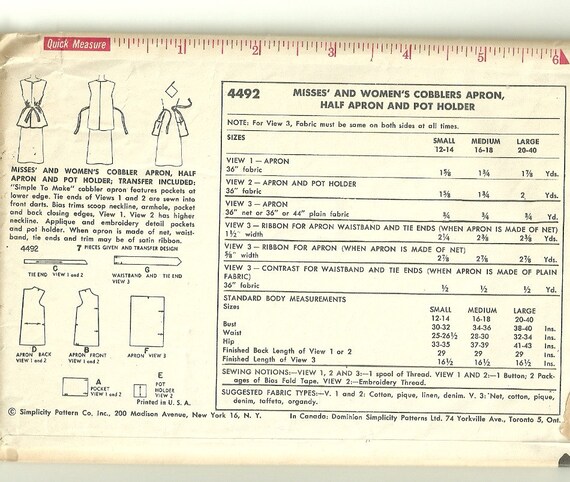 Quick Measure 1 2 3 4 5 6
MISSES' AND WOMEN'S COBBLER APRON, HALF
APRON AND POT HOLDER; TRANSFER INCLUDED:
"Simple To Make" cobbler apron features pockets at
lower edge. Tie ends of Views 1 and 2 are sewn into
front darts. Bias trims scoop neckline, armholes, pocket
and back closing edges, View 1. View 2 has higher
neckline. Applique and embroidery detail pockets
and pot holder. When apron is made of net, waist-
band, tie ends and trim may be of satin ribbon.
4492 7 PIECES GIVEN AND TRANSFER DESIGN
C
TIE END VIEW 1 and 2
G
WAISTBAND AND TIE END
VIEW 3
D
APRON BACK
VIEW 1 and 2
B
APRON FRONT
VIEW 1 and 2
F
APRON VIEW 3
A
POCKET
VIEW 1 and 2
E
POT
HOLDER
VIEW 2
Printed in U. S. A.
4492 MISSES' AND WOMEN'S COBBLERS APRON,
HALF APRON AND POT HOLDER
NOTE: For View 3, Fabric must be same on both sides at all times.
SIZES SMALL MEDIUM LARGE
12-14 16-18 20-40
VIEW 1 — APRON
36" fabric 1⅝ 1¾ 1⅞ Yds.
VIEW 2 — APRON AND POT HOLDER
36" fabric 1⅝ 1¾ 2 Yds.
VIEW 3 — APRON
36" net or 36" or 44" plain fabric ¾ ¾ ¾ Yd.
VIEW 3 — RIBBON FOR APRON WAISTBAND AND TIE ENDS (WHEN APRON IS MADE OF NET)
1½" width 2¼ 2⅜ 2⅜ Yds.
VIEW 3 — RIBBON FOR APRON (WHEN APRON IS MADE OF NET)
⅝" width 2⅞ 2⅞ 2⅞ Yds.
VIEW 3 — CONTRAST FOR WAISTBAND AND TIE ENDS (WHEN APRON IS MADE OF PLAIN
FABRIC)
36" fabric ½ ½ ½ Yd.
STANDARD BODY MEASUREMENTS SMALL MEDIUM LARGE
Sizes 12-14 16-18 20-40
Bust 30-32 34-36 38-40 Ins.
Waist 25-26½ 28-30 32-34 Ins.
Hip 33-35 37-39 41-43 Ins.
Finished Back Length of View 1 or 2 29 29 29 Ins.
Finished Length of View 3 16½ 16½ 16½ Ins.
SEWING NOTIONS:—VIEW 1, 2 AND 3: 1 spool of Thread. VIEW 1 AND 2:—1 Button; 2 Pack-
ages of Bias Fold Tape. VIEW 2:—Embroidery Thread.
SUGGESTED FABRIC TYPES:—V. 1 and 2: Cotton, pique, linen, denim. V. 3: Net, cotton, pique,
denim, taffeta, organdy.
© Simplicity Pattern Co., Inc., 200 Madison Avenue, New York 16, N. Y. In Canada: Dominion Simplicity Patterns Ltd. 74 Yorkville Ave., Toronto 5, Ont.